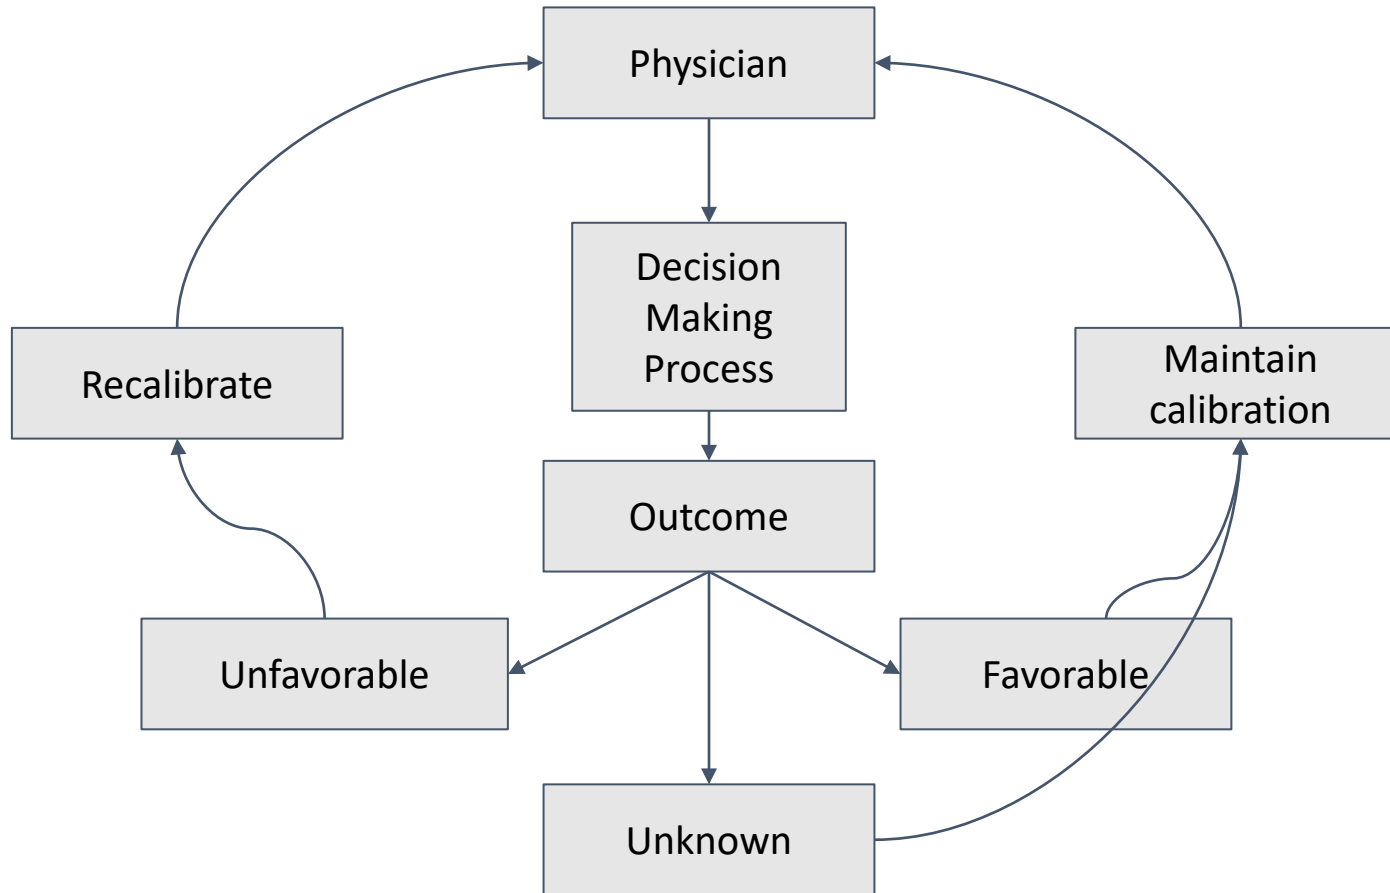 Physician
Decision
Making
Process
Recalibrate
Maintain
calibration
Outcome
Unfavorable
Favorable
Unknown